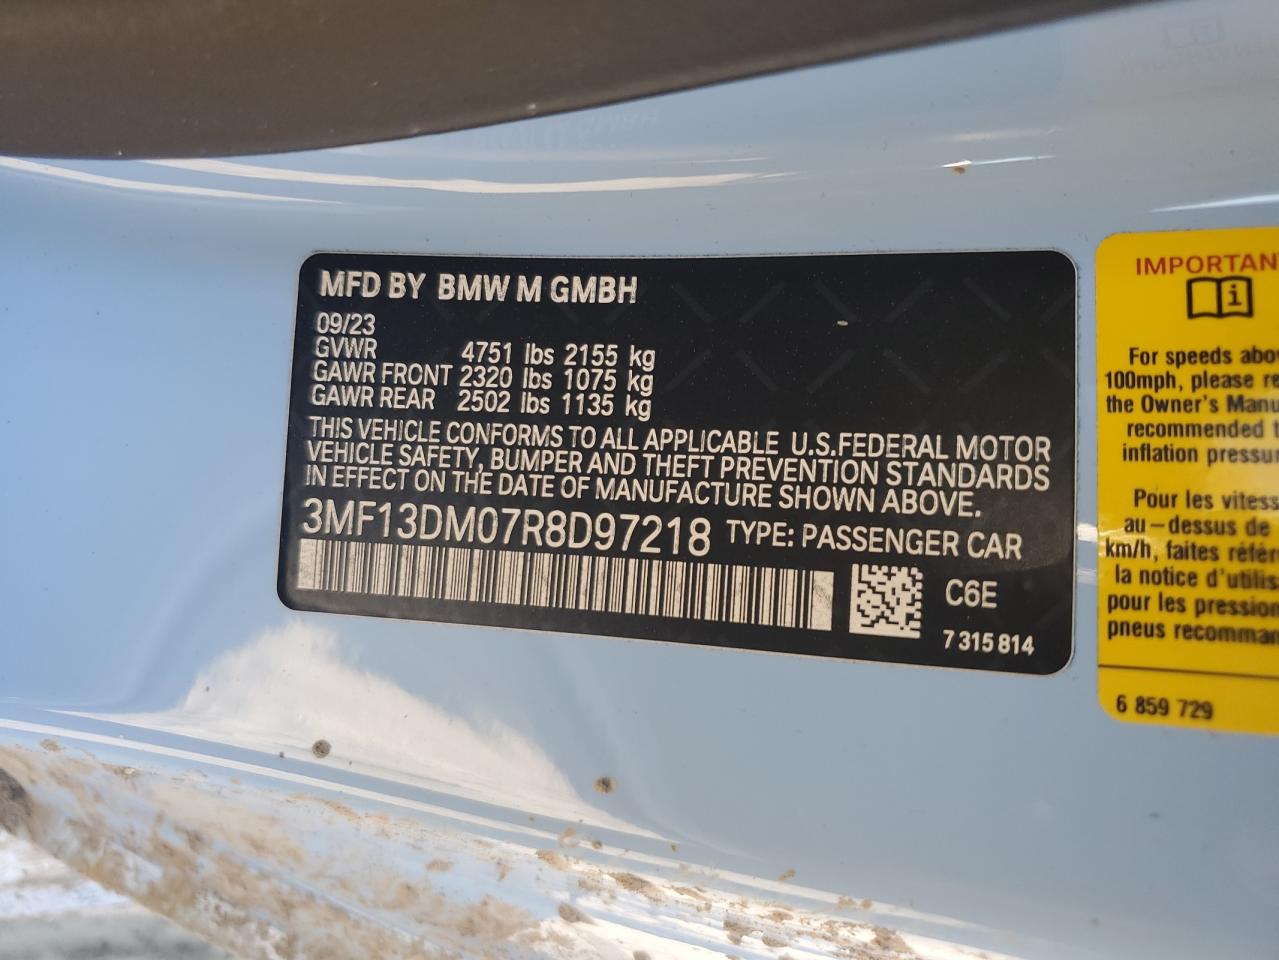 MFD BY BMW M GMBH
09/23
GVWR 4751 lbs 2155 kg
GAWR FRONT 2320 lbs 1075 kg
GAWR REAR 2502 lbs 1135 kg
THIS VEHICLE CONFORMS TO ALL APPLICABLE U.S.FEDERAL MOTOR
VEHICLE SAFETY, BUMPER AND THEFT PREVENTION STANDARDS
IN EFFECT ON THE DATE OF MANUFACTURE SHOWN ABOVE.
3MF13DM07R8D97218 TYPE: PASSENGER CAR
C6E
7 315 814
IMPORTAN
For speeds abo
100mph, please re
the Owner's Manu
recommended t
inflation pressu
Pour les vitess
au-dessus de
km/h, faites référ
la notice d'utilis
pour les pression
pneus recomma
6 859 729